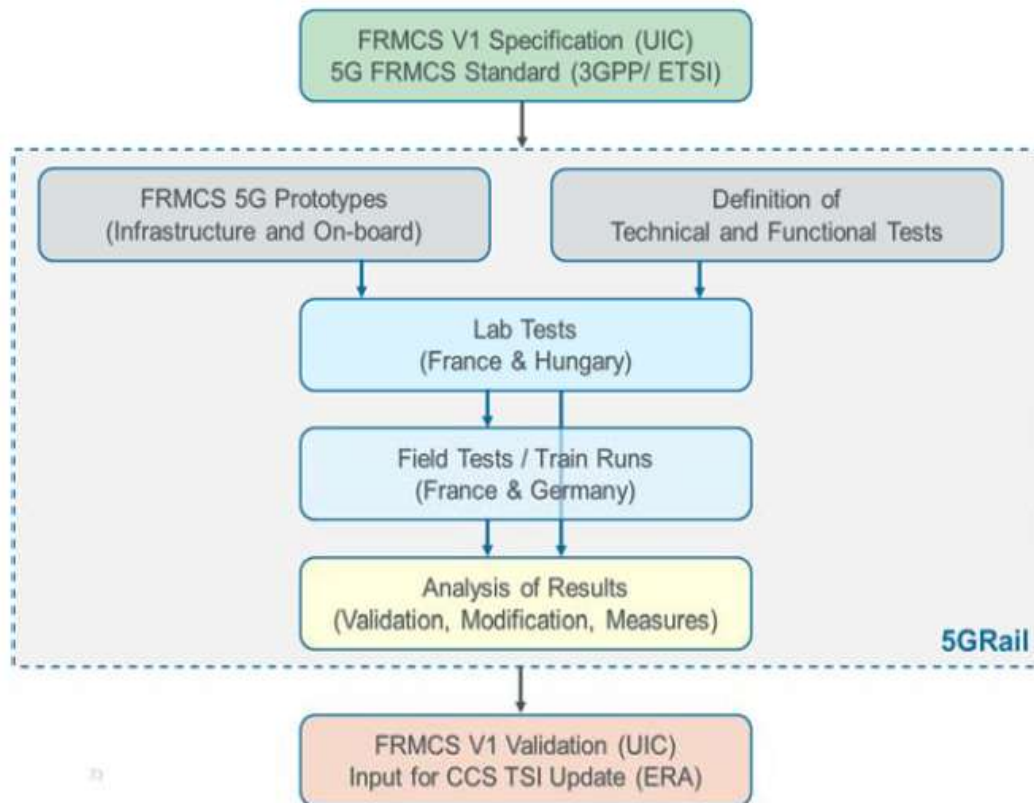 FRMCS V1 Specification (UIC)
5G FRMCS Standard (3GPP/ ETSI)
FRMCS 5G Prototypes
(Infrastructure and On-board)
Definition of
Technical and Functional Tests
Lab Tests
(France & Hungary)
Field Tests / Train Runs
(France & Germany)
Analysis of Results
(Validation, Modification, Measures)
5GRail
FRMCS V1 Validation (UIC)
Input for CCS TSI Update (ERA)